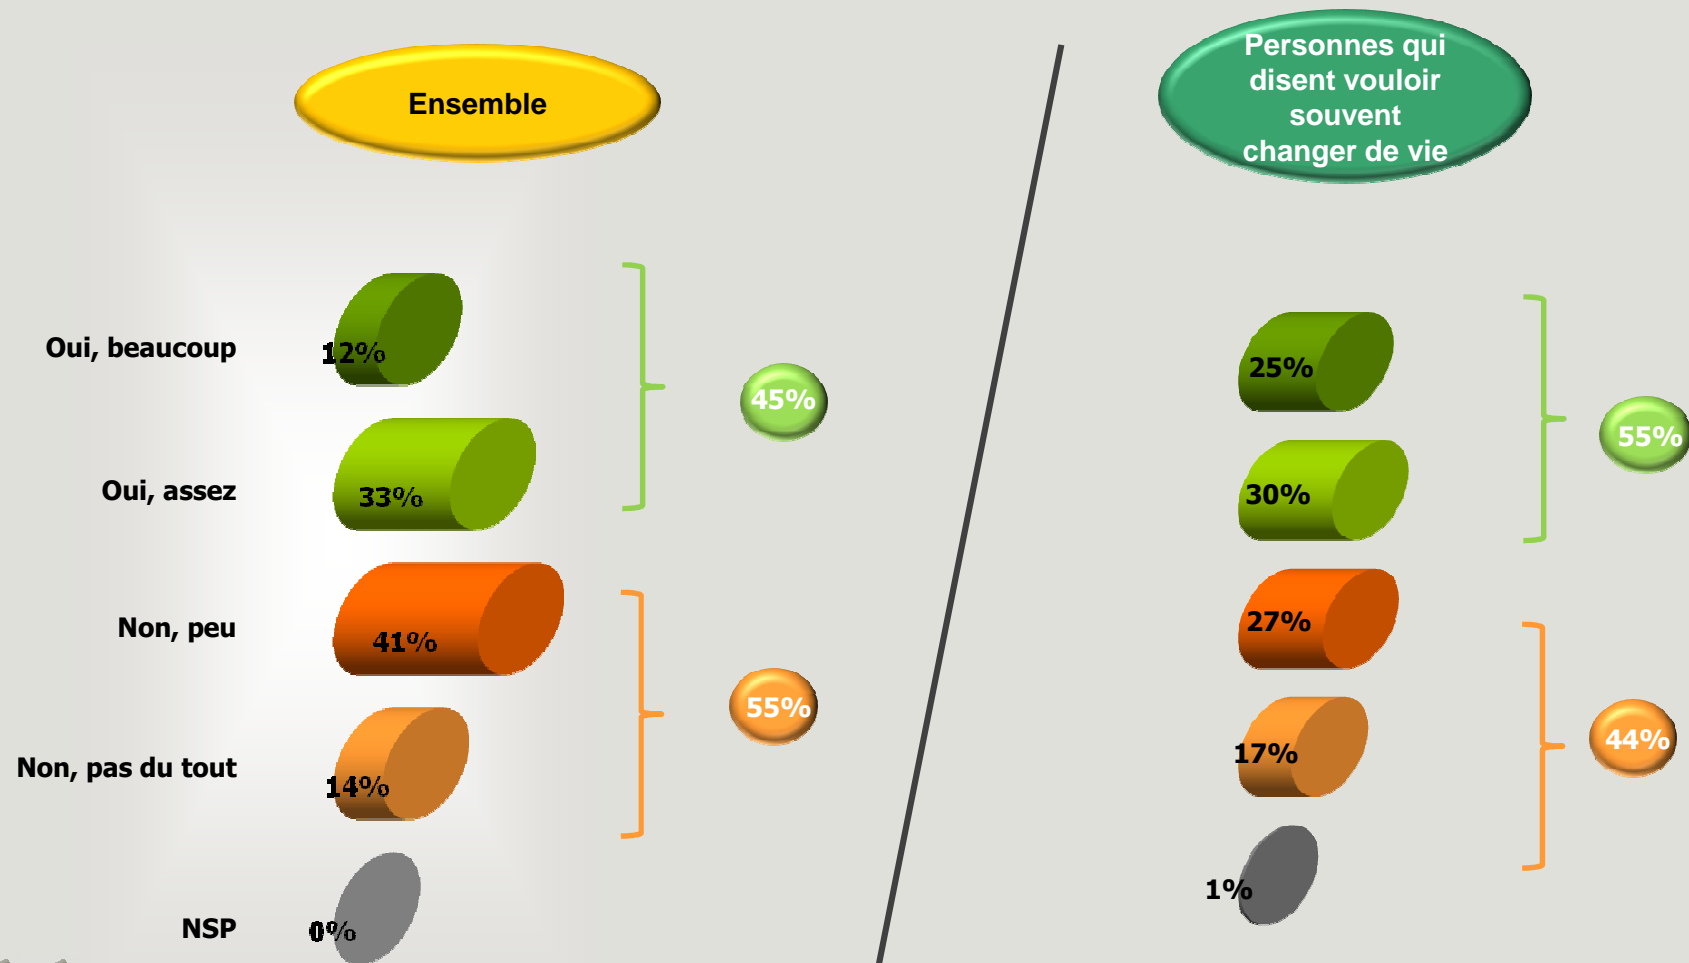 Ensemble
Personnes qui
disent vouloir
souvent
changer de vie
Oui, beaucoup
12%
45%
25%
55%
Oui, assez
33%
30%
Non, peu
41%
55%
27%
44%
Non, pas du tout
14%
17%
NSP
0%
1%